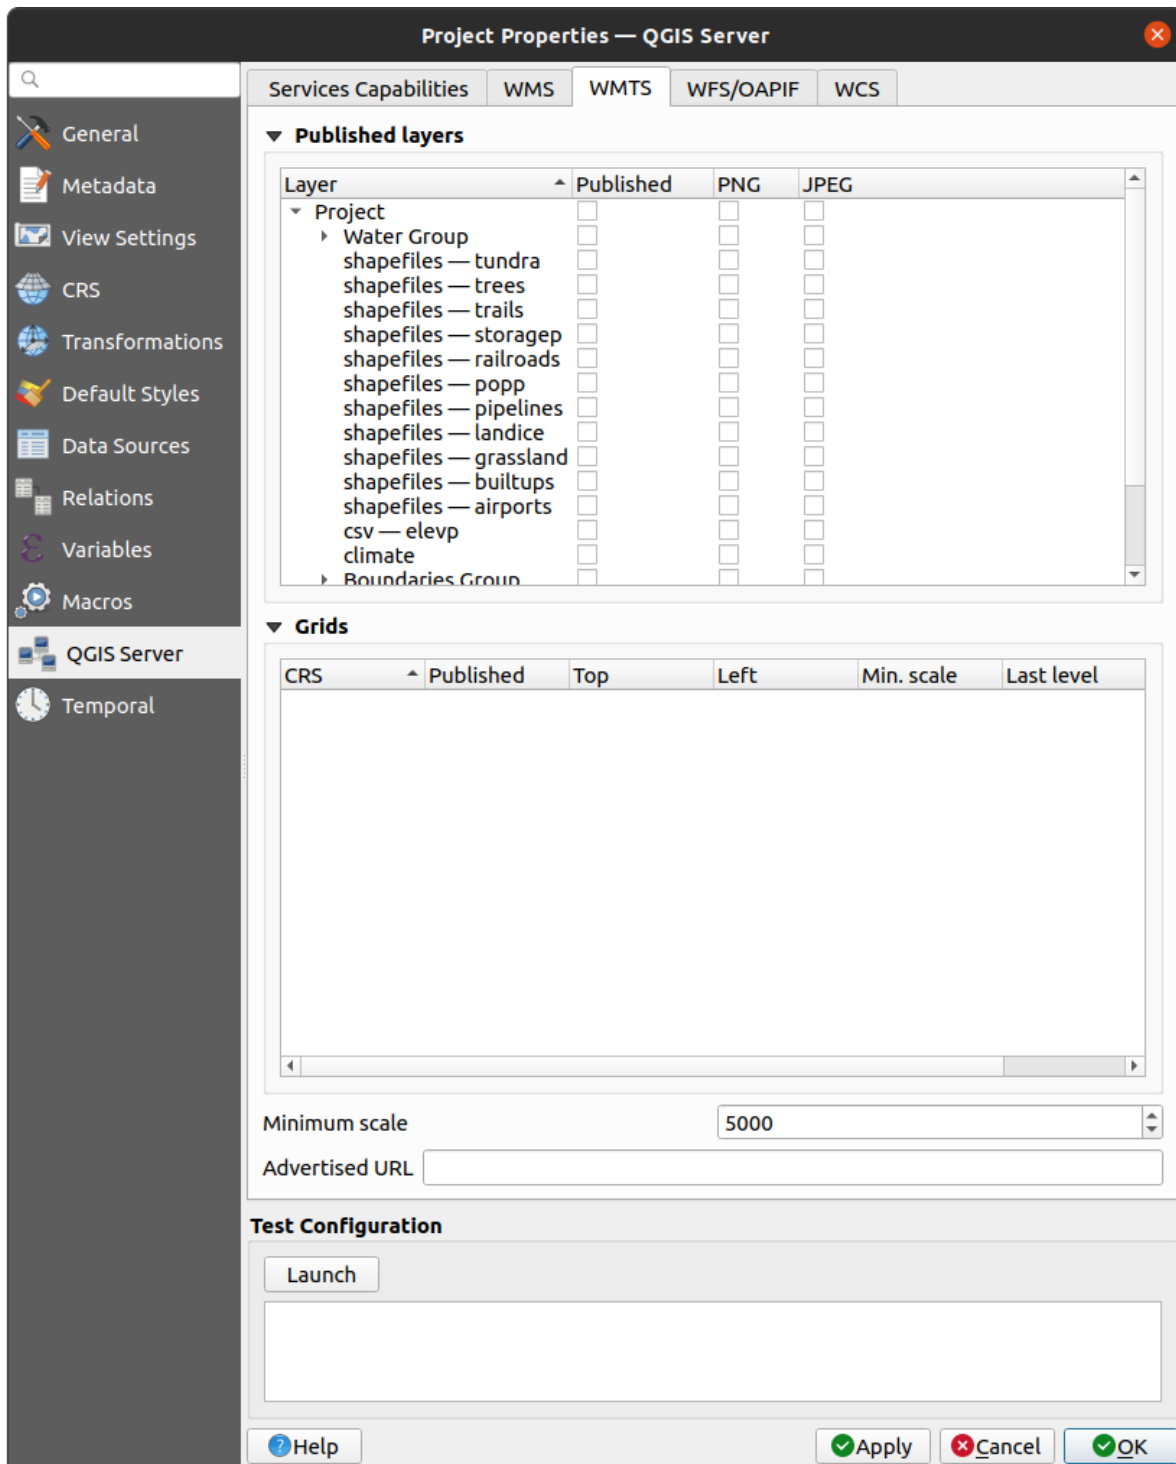 Project Properties — QGIS Server
General
Metadata
View Settings
CRS
Transformations
Default Styles
Data Sources
Relations
Variables
Macros
QGIS Server
Temporal
Services Capabilities WMS WMTS WFS/OAPIF WCS
Published layers
Layer Published PNG JPEG
Project
Water Group
shapefiles — tundra
shapefiles — trees
shapefiles — trails
shapefiles — storagep
shapefiles — railroads
shapefiles — popp
shapefiles — pipelines
shapefiles — landice
shapefiles — grassland
shapefiles — builtups
shapefiles — airports
csv — elevp
climate
Boundaries Group
Grids
CRS Published Top Left Min. scale Last level
Minimum scale 5000
Advertised URL
Test Configuration
Launch
Help Apply Cancel OK